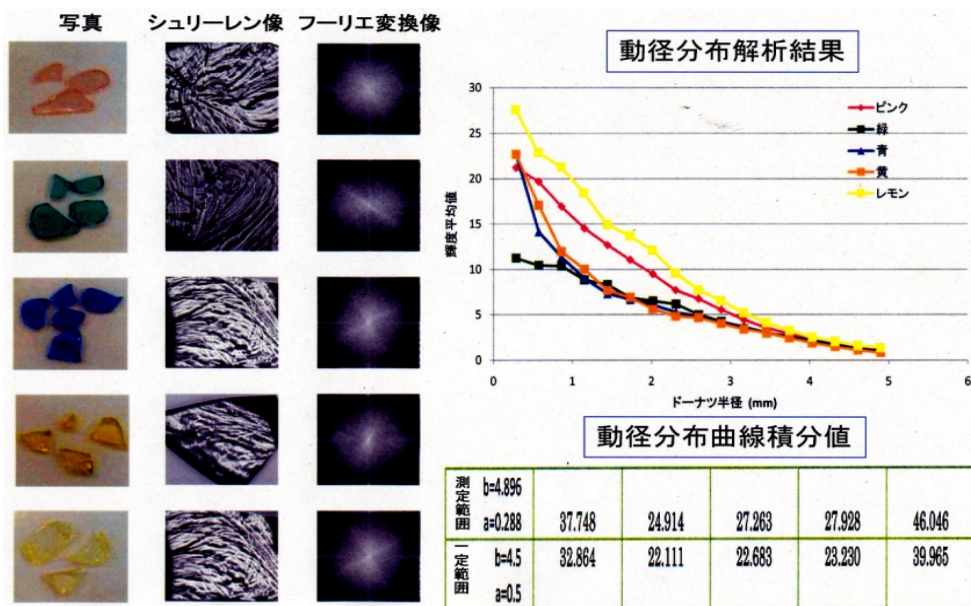 写真 シュリーレン像 フーリエ変換像
動径分布解析結果
30
25
20
15
10
5
0
輝度平均値
ピンク
緑
青
黄
レモン
0 1 2 3 4 5 6
ドーナツ半径 (mm)
動径分布曲線積分値
測定範囲 b=4.896
a=0.288 37.748 24.914 27.263 27.928 46.046
一定範囲 b=4.5 32.864 22.111 22.683 23.230 39.965
a=0.5